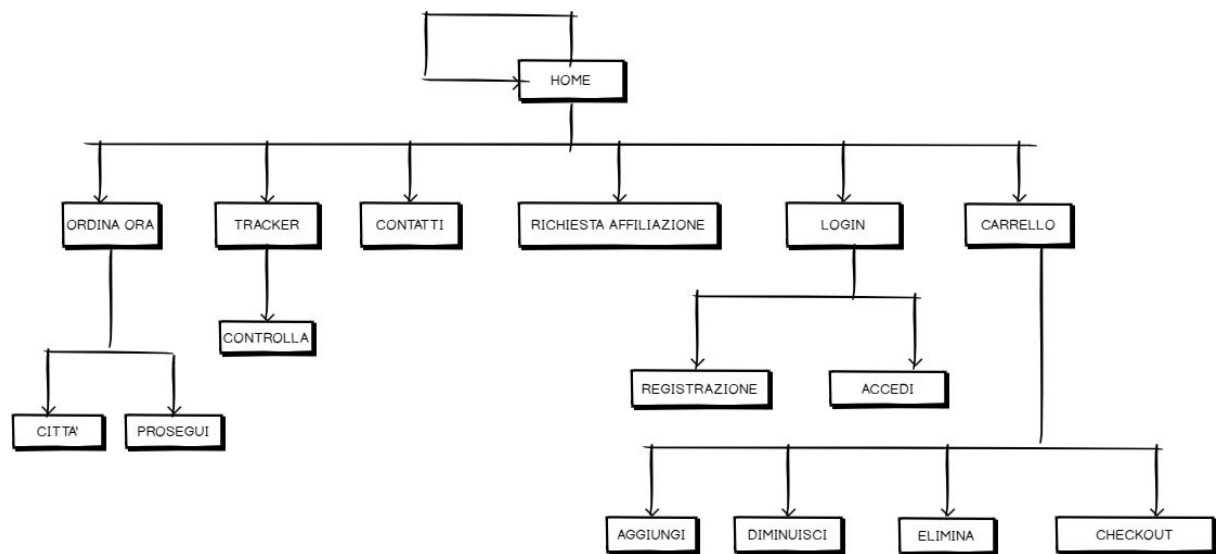 HOME
ORDINA ORA
TRACKER
CONTATTI
RICHIESTA AFFILIAZIONE
LOGIN
CARRELLO
CONTROLLA
REGISTRAZIONE
ACCEDI
CITTA'
PROSEGUI
AGGIUNGI
DIMINUISCI
ELIMINA
CHECKOUT